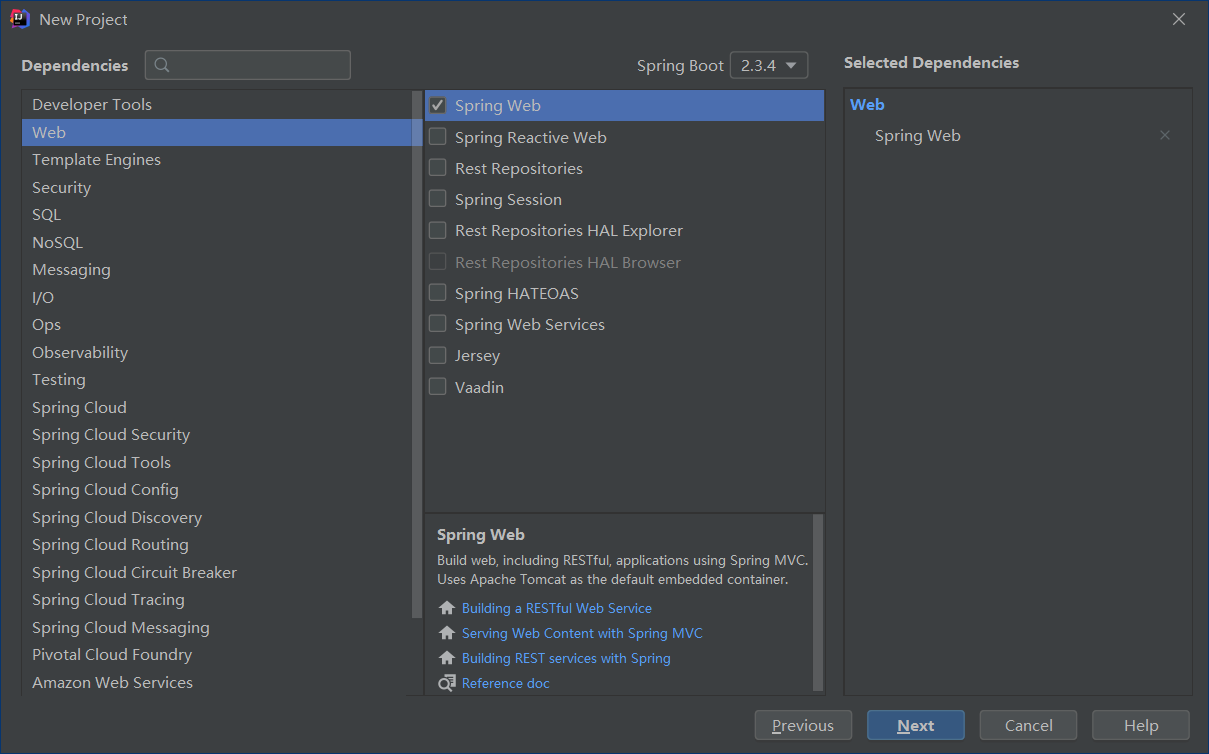 New Project
Dependencies
Spring Boot 2.3.4
Selected Dependencies
Developer Tools
Web
Template Engines
Security
SQL
NoSQL
Messaging
I/O
Ops
Observability
Testing
Spring Cloud
Spring Cloud Security
Spring Cloud Tools
Spring Cloud Config
Spring Cloud Discovery
Spring Cloud Routing
Spring Cloud Circuit Breaker
Spring Cloud Tracing
Spring Cloud Messaging
Pivotal Cloud Foundry
Amazon Web Services
Spring Web
Spring Reactive Web
Rest Repositories
Spring Session
Rest Repositories HAL Explorer
Rest Repositories HAL Browser
Spring HATEOAS
Spring Web Services
Jersey
Vaadin
Spring Web
Build web, including RESTful, applications using Spring MVC.
Uses Apache Tomcat as the default embedded container.
Building a RESTful Web Service
Serving Web Content with Spring MVC
Building REST services with Spring
Reference doc
Web
Spring Web
Previous
Next
Cancel
Help